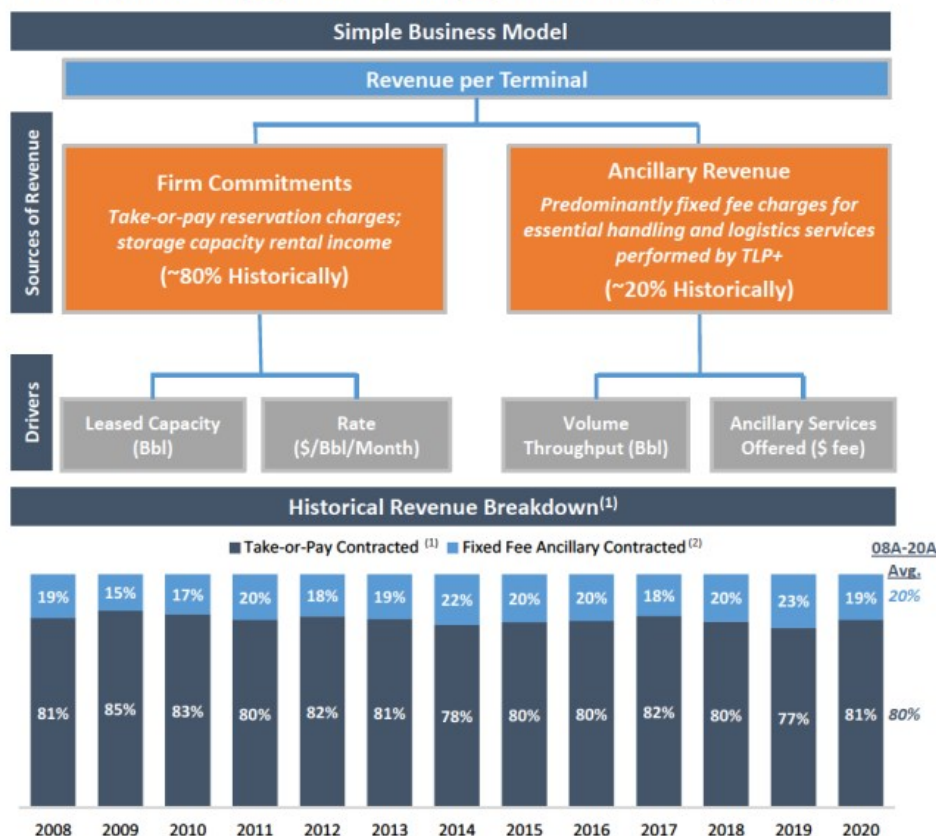 Simple Business Model
Revenue per Terminal
Sources of Revenue
Firm Commitments
Take-or-pay reservation charges;
storage capacity rental income
(~80% Historically)
Ancillary Revenue
Predominantly fixed fee charges for
essential handling and logistics services
performed by TLP+
(~20% Historically)
Drivers
Leased Capacity
(Bbl)
Rate
($/Bbl/Month)
Volume
Throughput (Bbl)
Ancillary Services
Offered ($ fee)
Historical Revenue Breakdown(1)
Take-or-Pay Contracted (1) Fixed Fee Ancillary Contracted (2)
08A-20A
Avg.
19% 15% 17% 20% 18% 19% 22% 20% 20% 18% 20% 23% 19% 20%
81% 85% 83% 80% 82% 81% 78% 80% 80% 82% 80% 77% 81% 80%
2008 2009 2010 2011 2012 2013 2014 2015 2016 2017 2018 2019 2020